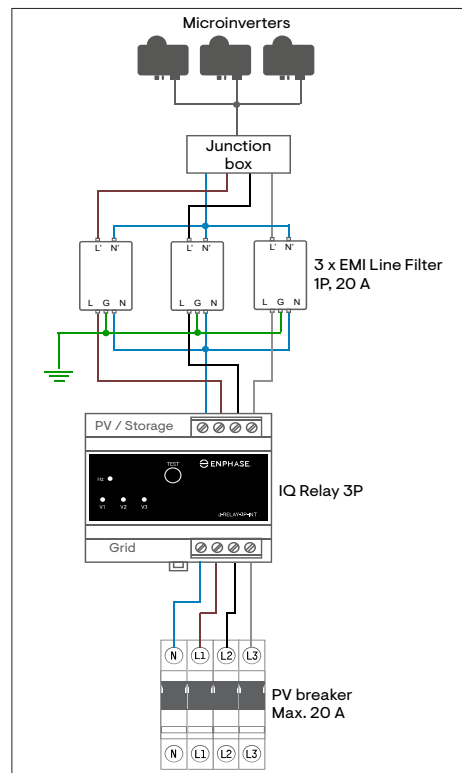 Microinverters
Junction
box
L' N' L' N' L' N'
3 x EMI Line Filter
1P, 20 A
L G N L G N L G N
PV / Storage
TEST
ENPHASE
Hz
IQ Relay 3P
V1 V2 V3
Grid
N L1 L2 L3
PV breaker
Max. 20 A
N L1 L2 L3